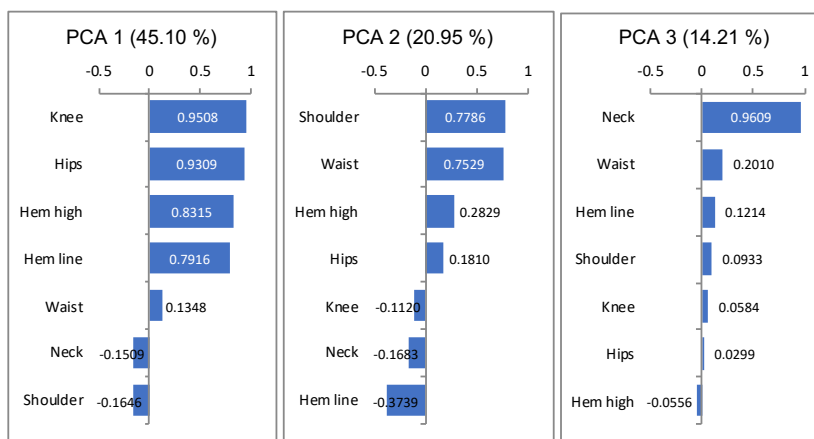 PCA 1 (45.10 %)
-0.5 0 0.5 1
Knee 0.9508
Hips 0.9309
Hem high 0.8315
Hem line 0.7916
Waist 0.1348
Neck -0.1509
Shoulder -0.1646
PCA 2 (20.95 %)
-0.5 0 0.5 1
Shoulder 0.7786
Waist 0.7529
Hem high 0.2829
Hips 0.1810
Knee -0.1120
Neck -0.1683
Hem line -0.3739
PCA 3 (14.21 %)
-0.5 0 0.5 1
Neck 0.9609
Waist 0.2010
Hem line 0.1214
Shoulder 0.0933
Knee 0.0584
Hips 0.0299
Hem high -0.0556